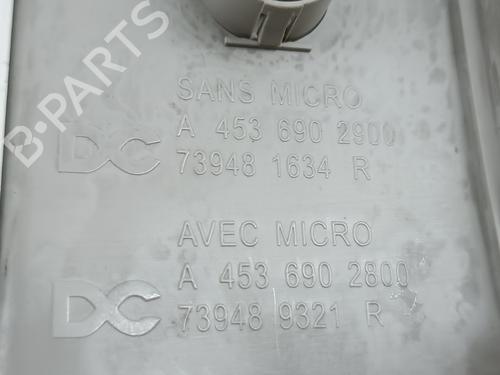 B-PARTS
SANS MICRO
DC A 453 690 2900
73948 1634 R
AVEC MICRO
DC A 453 690 2800
73948 9321 R